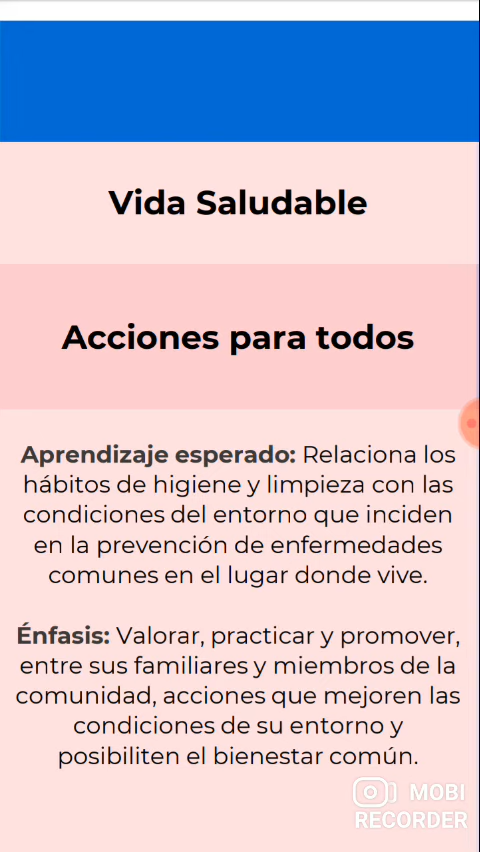 Vida Saludable
Acciones para todos
Aprendizaje esperado: Relaciona los
hábitos de higiene y limpieza con las
condiciones del entorno que inciden
en la prevención de enfermedades
comunes en el lugar donde vive.
Énfasis: Valorar, practicar y promover,
entre sus familiares y miembros de la
comunidad, acciones que mejoren las
condiciones de su entorno y
posibiliten el bienestar común.
MOBI
RECORDER